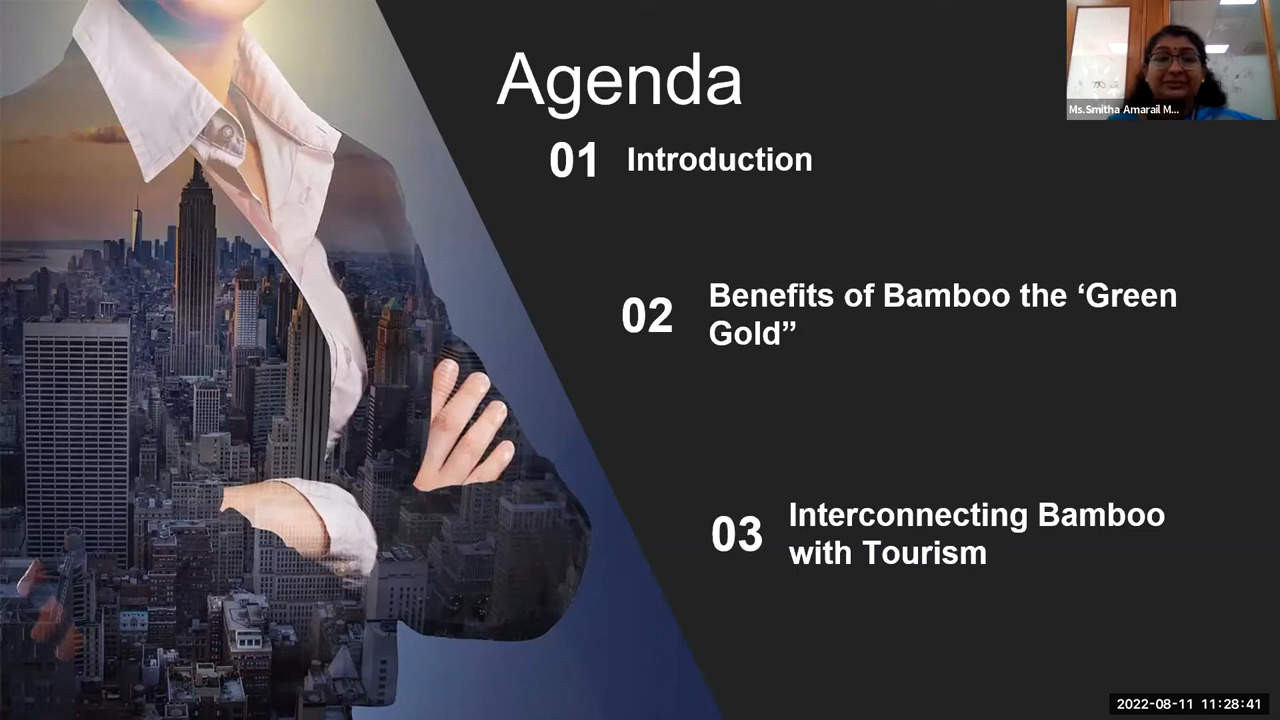 Agenda
01 Introduction
02 Benefits of Bamboo the ‘Green
Gold”
03 Interconnecting Bamboo
with Tourism
Ms.Smitha Amarail M...
2022-08-11 11:28:41